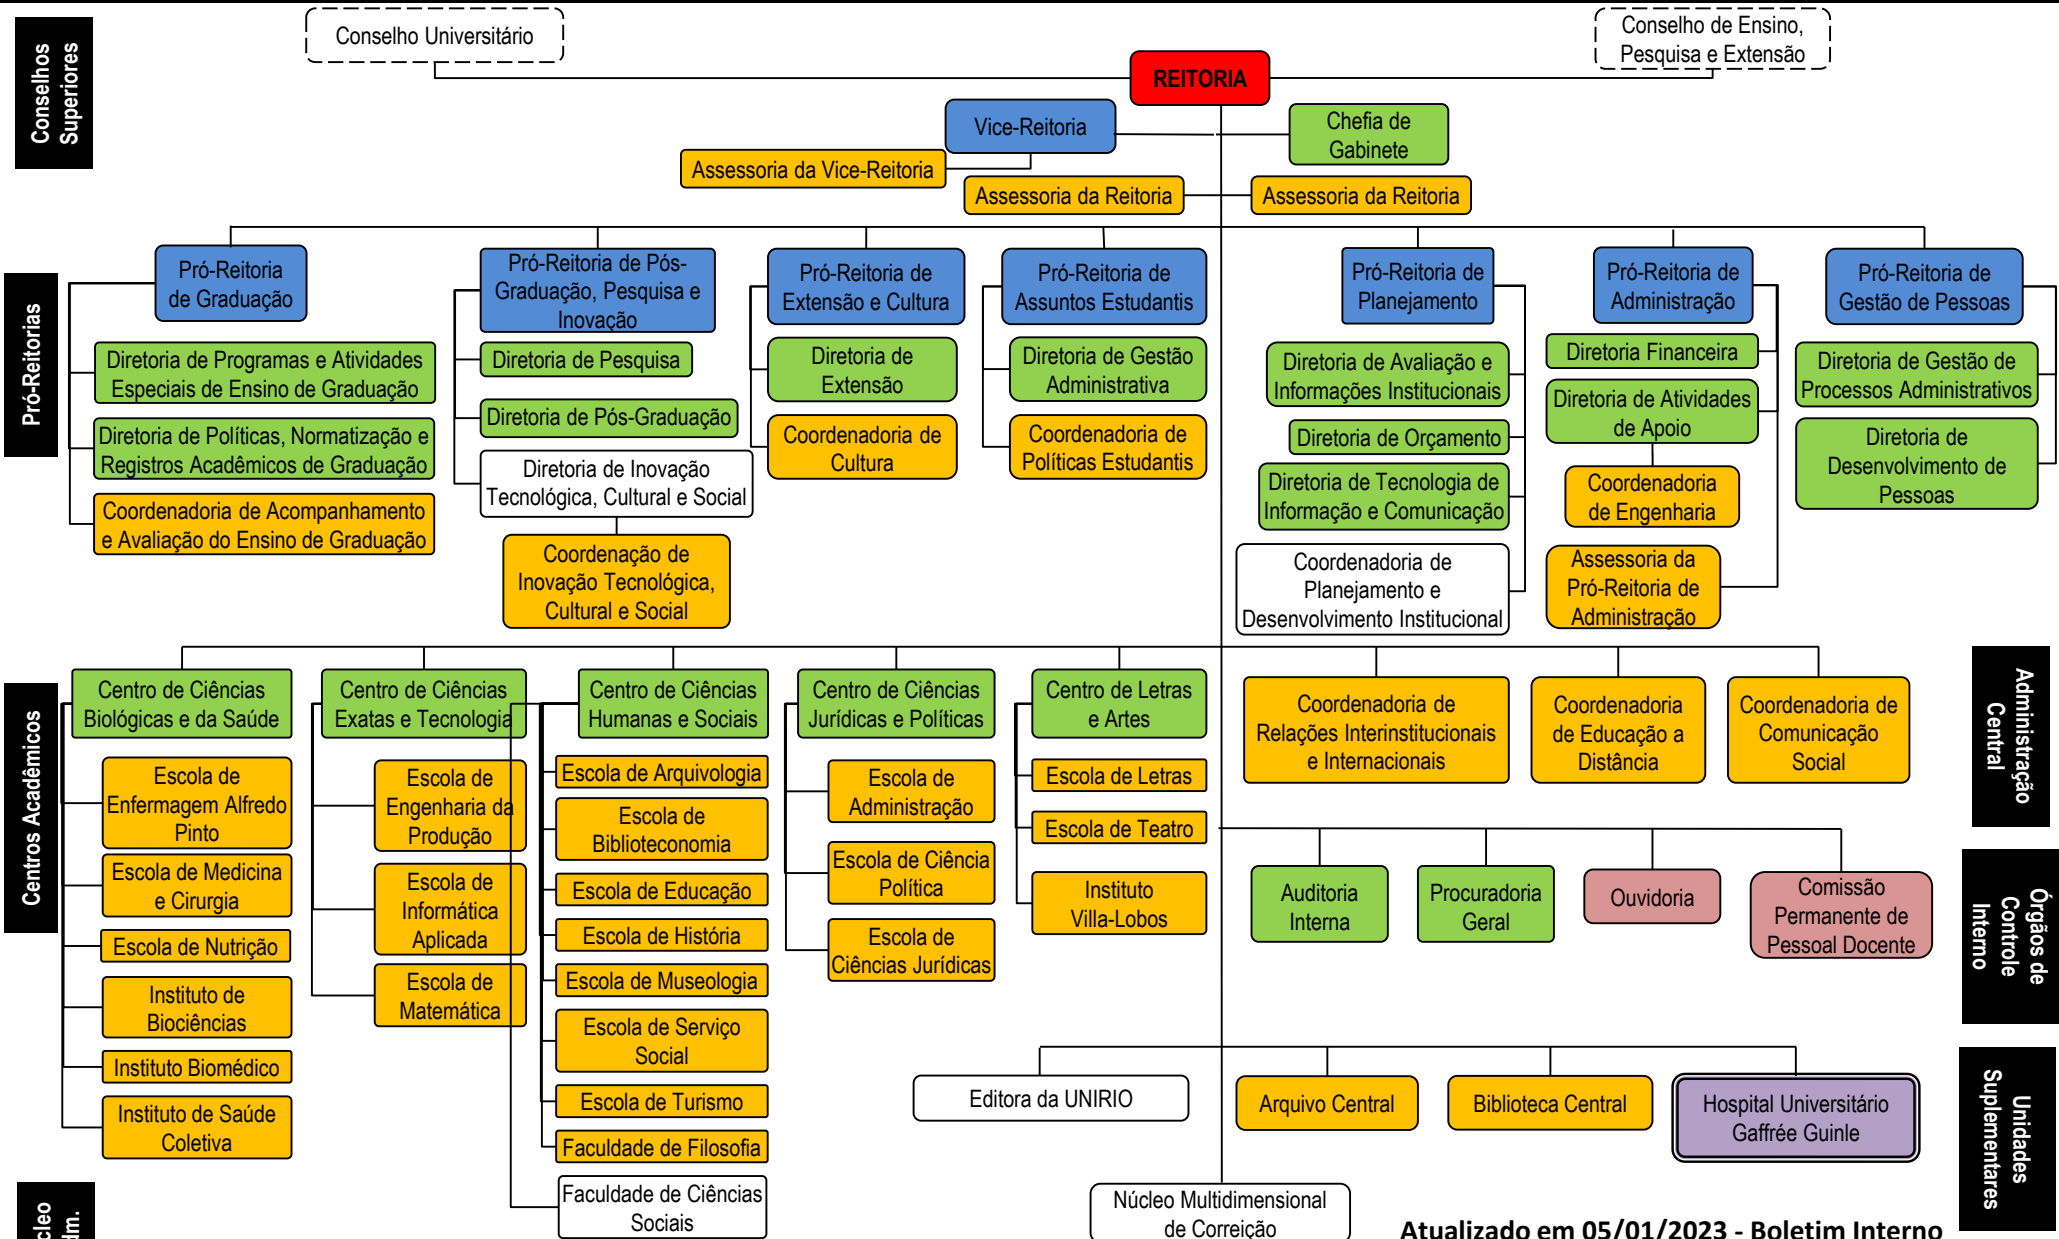 Conselhos
Superiores
Conselho Universitário
Conselho de Ensino,
Pesquisa e Extensão
REITORIA
Vice-Reitoria
Chefia de
Gabinete
Assessoria da Vice-Reitoria
Assessoria da Reitoria
Assessoria da Reitoria
Pró-Reitorias
Pró-Reitoria
de Graduação
Diretoria de Programas e Atividades
Especiais de Ensino de Graduação
Diretoria de Políticas, Normatização e
Registros Acadêmicos de Graduação
Coordenadoria de Acompanhamento
e Avaliação do Ensino de Graduação
Pró-Reitoria de Pós-
Graduação, Pesquisa e
Inovação
Diretoria de Pesquisa
Diretoria de Pós-Graduação
Diretoria de Inovação
Tecnológica, Cultural e Social
Coordenação de
Inovação Tecnológica,
Cultural e Social
Pró-Reitoria de
Extensão e Cultura
Diretoria de
Extensão
Coordenadoria de
Cultura
Pró-Reitoria de
Assuntos Estudantis
Diretoria de Gestão
Administrativa
Coordenadoria de
Políticas Estudantis
Pró-Reitoria de
Planejamento
Diretoria de Avaliação e
Informações Institucionais
Diretoria de Orçamento
Diretoria de Tecnologia de
Informação e Comunicação
Coordenadoria de
Planejamento e
Desenvolvimento Institucional
Pró-Reitoria de
Administração
Diretoria Financeira
Diretoria de Atividades
de Apoio
Coordenadoria
de Engenharia
Assessoria da
Pró-Reitoria de
Administração
Pró-Reitoria de
Gestão de Pessoas
Diretoria de Gestão de
Processos Administrativos
Diretoria de
Desenvolvimento de
Pessoas
Centros Acadêmicos
Centro de Ciências
Biológicas e da Saúde
Escola de
Enfermagem Alfredo
Pinto
Escola de Medicina
e Cirurgia
Escola de Nutrição
Instituto de
Biociências
Instituto Biomédico
Instituto de Saúde
Coletiva
Centro de Ciências
Exatas e Tecnologia
Escola de
Engenharia da
Produção
Escola de
Informática
Aplicada
Escola de
Matemática
Centro de Ciências
Humanas e Sociais
Escola de Arquivologia
Escola de
Biblioteconomia
Escola de Educação
Escola de História
Escola de Museologia
Escola de Serviço
Social
Escola de Turismo
Faculdade de Filosofia
Faculdade de Ciências
Sociais
Centro de Ciências
Jurídicas e Políticas
Escola de
Administração
Escola de Ciência
Política
Escola de
Ciências Jurídicas
Centro de Letras
e Artes
Escola de Letras
Escola de Teatro
Instituto
Villa-Lobos
Coordenadoria de
Relações Interinstitucionais
e Internacionais
Coordenadoria
de Educação a
Distância
Coordenadoria de
Comunicação
Social
Administração
Central
Auditoria
Interna
Procuradoria
Geral
Ouvidoria
Comissão
Permanente de
Pessoal Docente
Órgãos de
Controle
Interno
Editora da UNIRIO
Arquivo Central
Biblioteca Central
Hospital Universitário
Gaffrée Guinle
Unidades
Suplementares
Núcleo Multidimensional
de Correição
Atualizado em 05/01/2023 - Boletim Interno